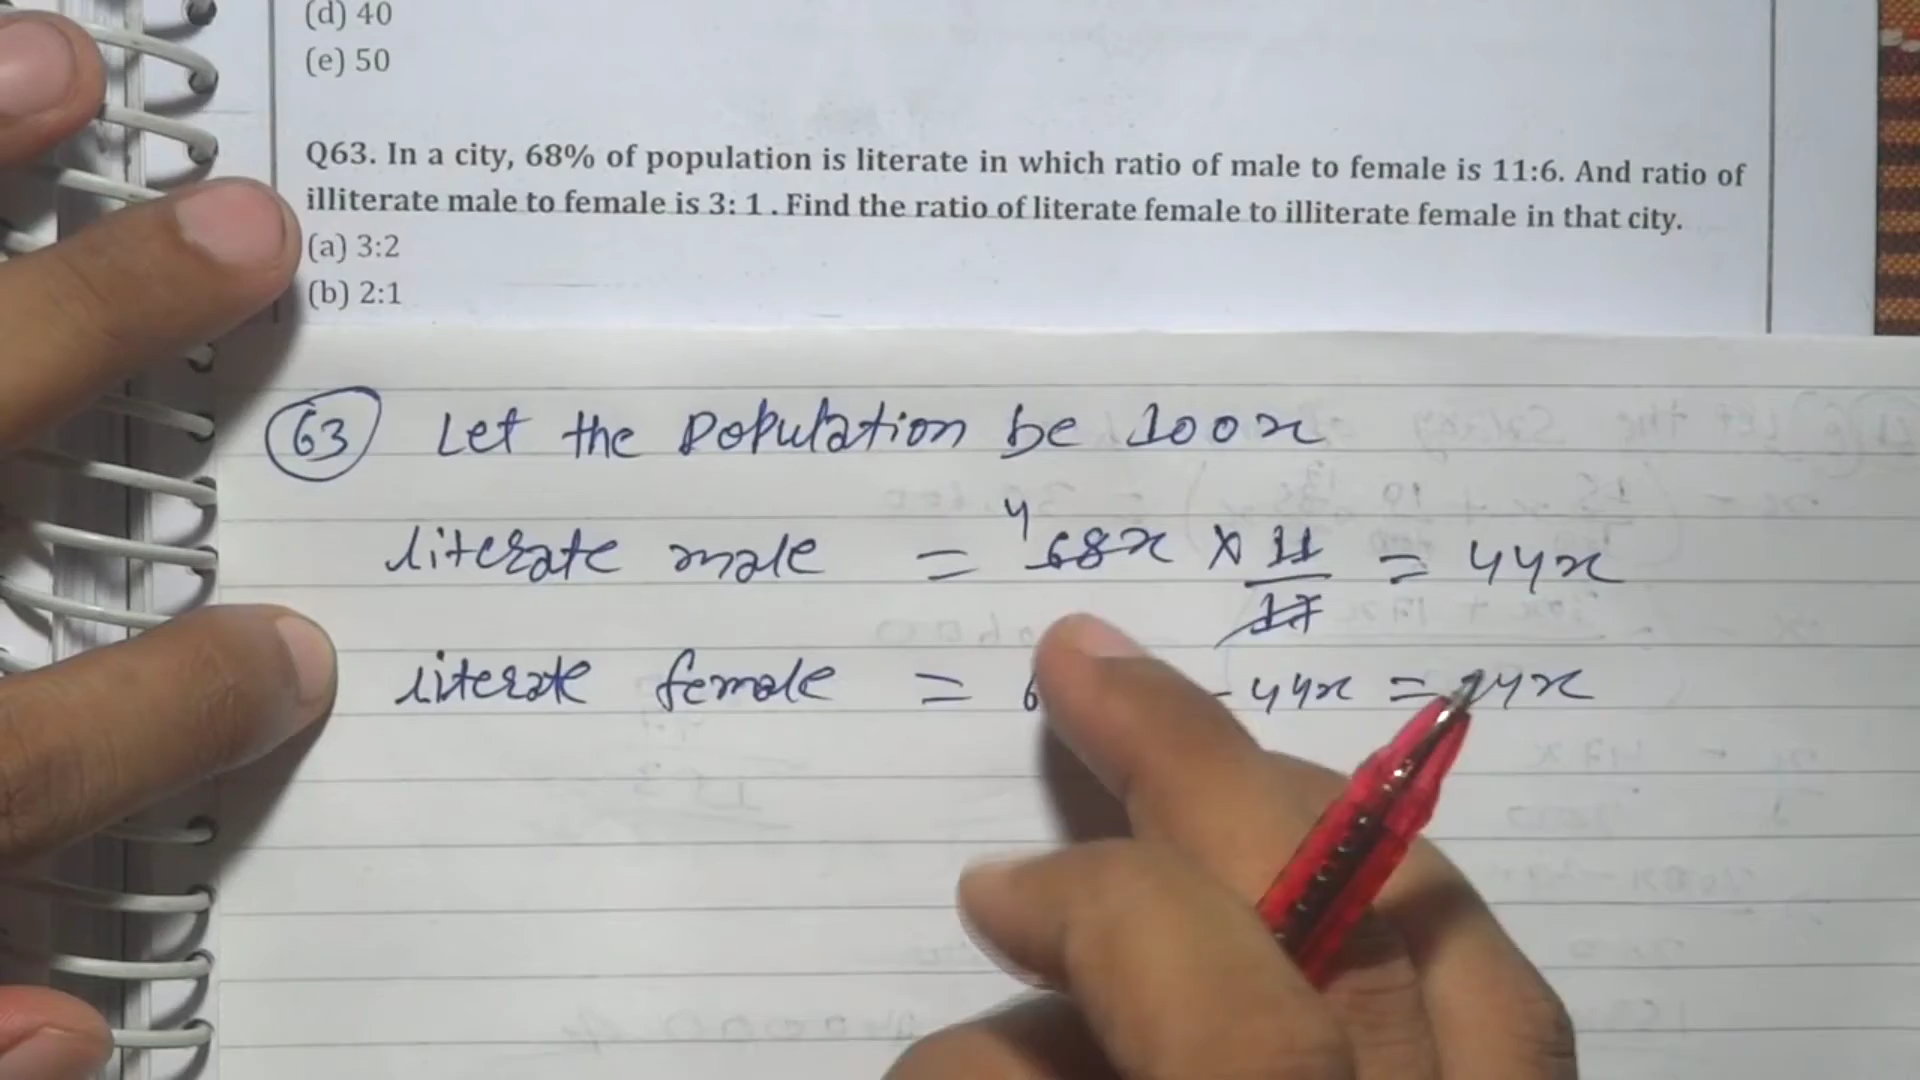 (d) 40
(e) 50
Q63. In a city, 68% of population is literate in which ratio of male to female is 11:6. And ratio of
illiterate male to female is 3: 1 . Find the ratio of literate female to illiterate female in that city.
(a) 3:2
(b) 2:1
63 Let the population be 100x
4
literate male = 68x × 11 = 44x
17
literate female = 6 - 44x = 24x